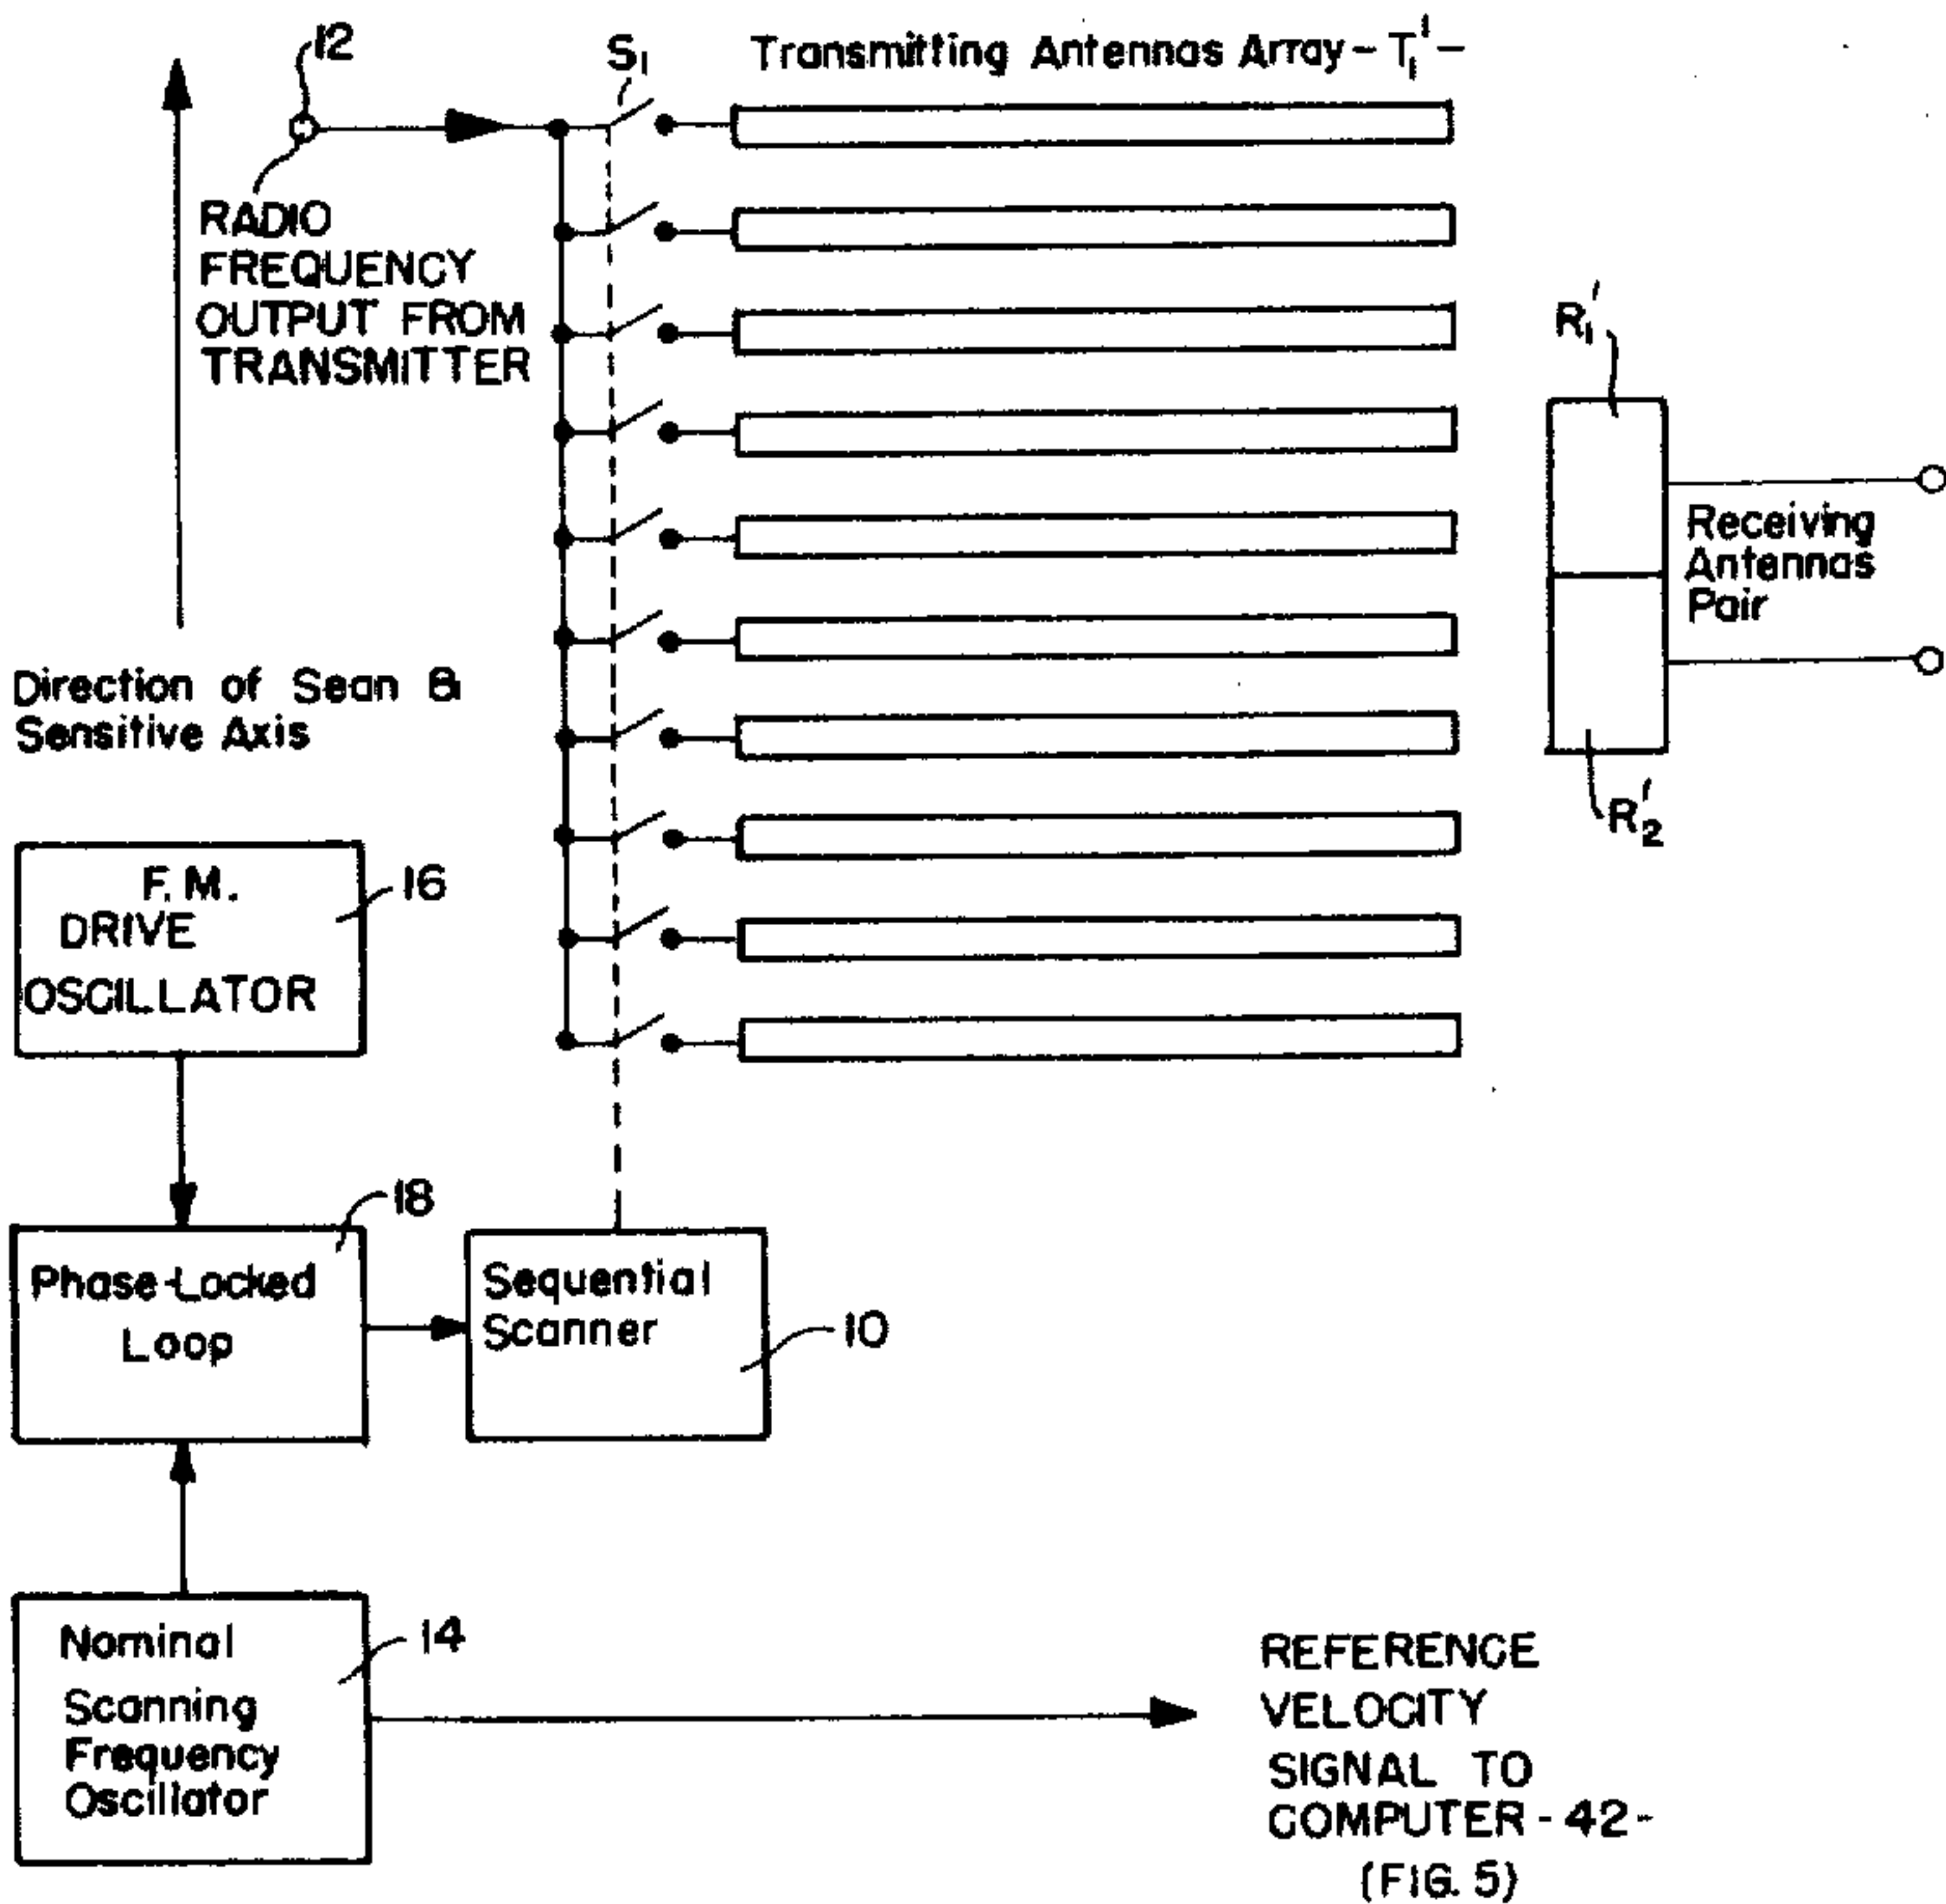 12
S1
Transmitting Antennas Array - T1' -
RADIO
FREQUENCY
OUTPUT FROM
TRANSMITTER
R1'
Receiving
Antennas
Pair
R2'
Direction of Scan &
Sensitive Axis
F.M.
DRIVE
OSCILLATOR
16
18
Phase-Locked
Loop
Sequential
Scanner
10
Nominal
Scanning
Frequency
Oscillator
14
REFERENCE
VELOCITY
SIGNAL TO
COMPUTER - 42 -
(FIG. 5)